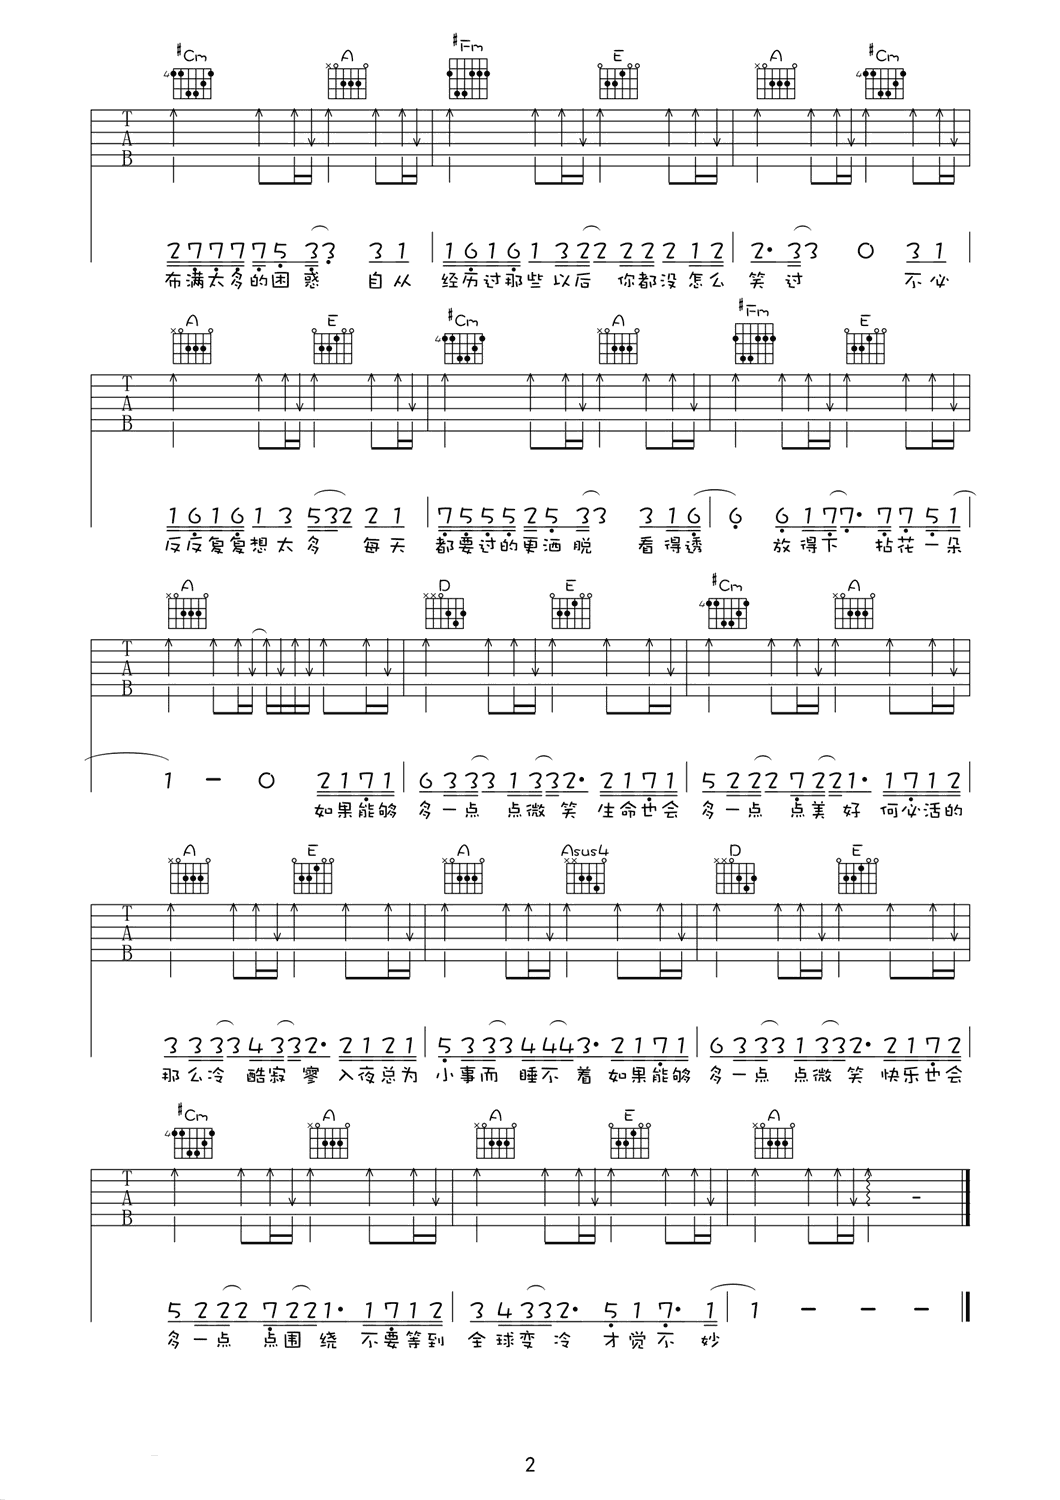 #Cm A #Fm E A #Cm
4 ×○ ○ ○ ○○ ×○ ○ 4
T
A
B
2 7 7 7 7 5 3 3 3 1 1 6 1 6 1 3 2 2 2 2 2 1 2 2· 3 3 0 3 1
布满太多的困惑 自从 经历过那些以后 你都没怎么 笑过 不必
A E #Cm A #Fm E
T
A
B
1 6 1 6 1 3 5 3 2 2 1 7 5 5 5 2 5 3 3 3 1 6 6 6 1 7 7· 7 7 5 1
反反复复想太多 每天 都要过的更洒脱 看得透 放得下 拈花一朵
A D E #Cm A
T
A
B
1 – 0 2 1 7 1 6 3 3 3 1 3 3 2· 2 1 7 1 5 2 2 2 7 2 2 1· 1 7 1 2
如果能够 多一点 点微笑 生命也会 多一点 点美好 何必活的
A E A Asus4 D E
T
A
B
3 3 3 3 4 3 3 2· 2 1 2 1 5 3 3 3 4 4 4 3· 2 1 7 1 6 3 3 3 1 3 3 2· 2 1 7 2
那么冷 酷寂寥 入夜总为 小事而 睡不着 如果能够 多一点 点微笑 快乐也会
#Cm A A E A
T
A
B
5 2 2 2 7 2 2 1· 1 7 1 2 3 4 3 3 2· 5 1 7· 1 1 – – –
多一点 点围绕 不要等到 全球变冷 才觉不妙
2